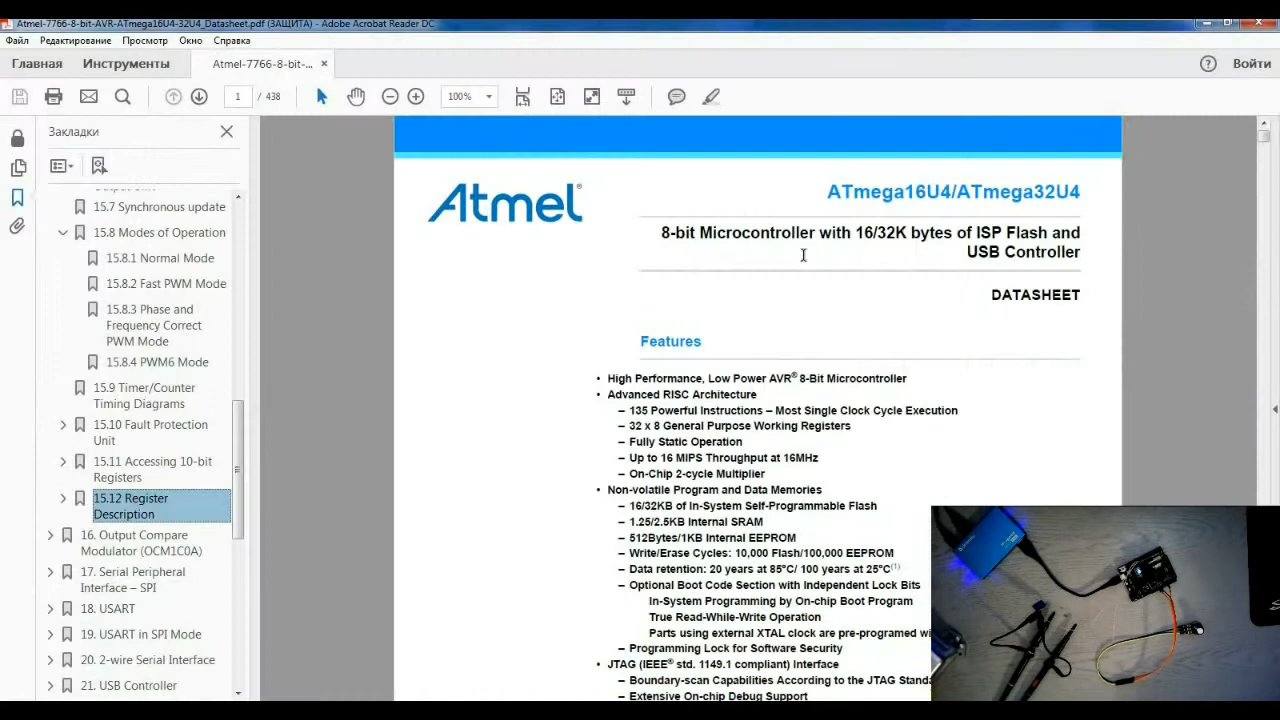 Atmel-7766-8-bit-AVR-ATmega16U4-32U4_Datasheet.pdf (ЗАЩИТА) - Adobe Acrobat Reader DC
Файл Редактирование Просмотр Окно Справка
Главная Инструменты Atmel-7766-8-bit-... × Войти
1 / 438 100%
Закладки
15.7 Synchronous update
15.8 Modes of Operation
15.8.1 Normal Mode
15.8.2 Fast PWM Mode
15.8.3 Phase and
Frequency Correct
PWM Mode
15.8.4 PWM6 Mode
15.9 Timer/Counter
Timing Diagrams
15.10 Fault Protection
Unit
15.11 Accessing 10-bit
Registers
15.12 Register
Description
16. Output Compare
Modulator (OCM1C0A)
17. Serial Peripheral
Interface – SPI
18. USART
19. USART in SPI Mode
20. 2-wire Serial Interface
21. USB Controller
Atmel®
ATmega16U4/ATmega32U4
8-bit Microcontroller with 16/32K bytes of ISP Flash and
USB Controller
DATASHEET
Features
• High Performance, Low Power AVR® 8-Bit Microcontroller
• Advanced RISC Architecture
– 135 Powerful Instructions – Most Single Clock Cycle Execution
– 32 x 8 General Purpose Working Registers
– Fully Static Operation
– Up to 16 MIPS Throughput at 16MHz
– On-Chip 2-cycle Multiplier
• Non-volatile Program and Data Memories
– 16/32KB of In-System Self-Programmable Flash
– 1.25/2.5KB Internal SRAM
– 512Bytes/1KB Internal EEPROM
– Write/Erase Cycles: 10,000 Flash/100,000 EEPROM
– Data retention: 20 years at 85ºC/ 100 years at 25ºC(1)
– Optional Boot Code Section with Independent Lock Bits
In-System Programming by On-chip Boot Program
True Read-While-Write Operation
Parts using external XTAL clock are pre-programed
– Programming Lock for Software Security
• JTAG (IEEE® std. 1149.1 compliant) Interface
– Boundary-scan Capabilities According to the JTAG
– Extensive On-chip Debug Support